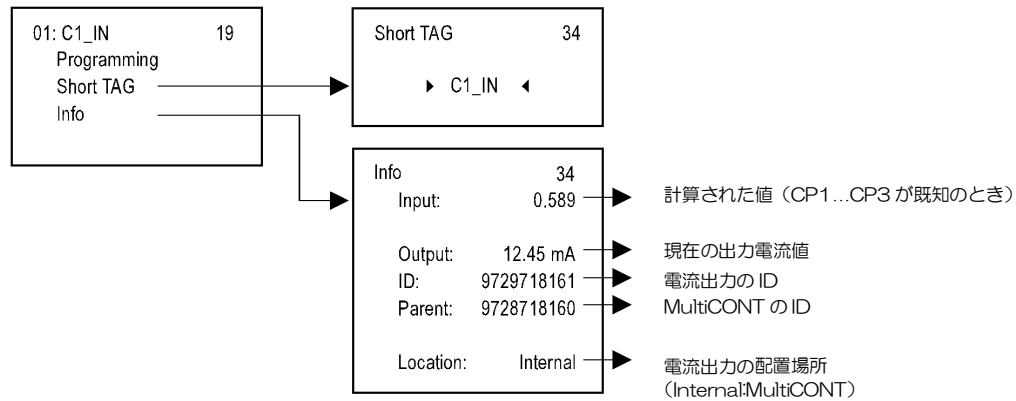 01: C1_IN 19
Programming
Short TAG
Info
Short TAG 34
C1_IN
Info 34
Input: 0.589
Output: 12.45 mA
ID: 9729718161
Parent: 9728718160
Location: Internal
計算された値（CP1…CP3 が既知のとき）
現在の出力電流値
電流出力の ID
MultiCONT の ID
電流出力の配置場所
（Internal:MultiCONT）